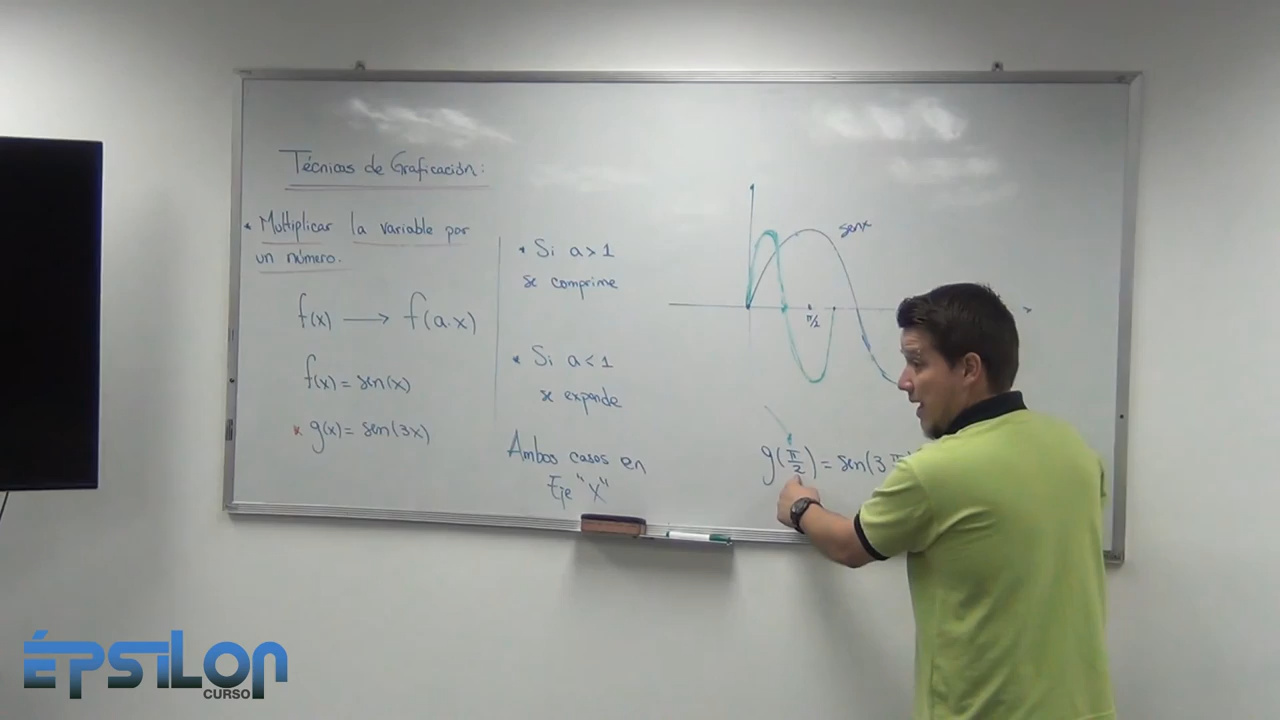 Técnicas de Graficación:
* Multiplicar la variable por
un número.
f(x) ⟶ f(a.x)
f(x) = sen(x)
* g(x) = sen(3x)
* Si a > 1
se comprime
* Si a < 1
se expande
Ambos casos en
Eje "X"
senx
π/2
g(π/2) = sen(3π
ÉPSILON
CURSO